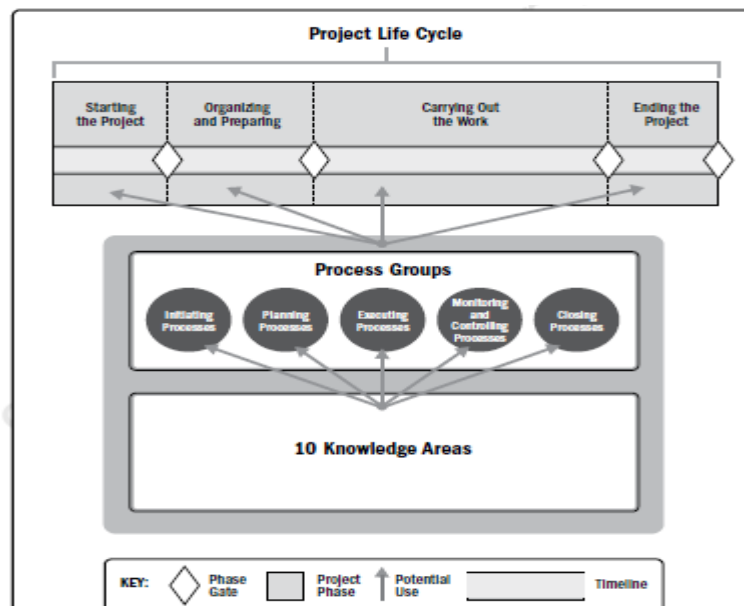 Project Life Cycle
Starting
the Project
Organizing
and Preparing
Carrying Out
the Work
Ending the
Project
Process Groups
Initiating
Processes
Planning
Processes
Executing
Processes
Monitoring
and
Controlling
Processes
Closing
Processes
10 Knowledge Areas
KEY:
Phase
Gate
Project
Phase
Potential
Use
Timeline